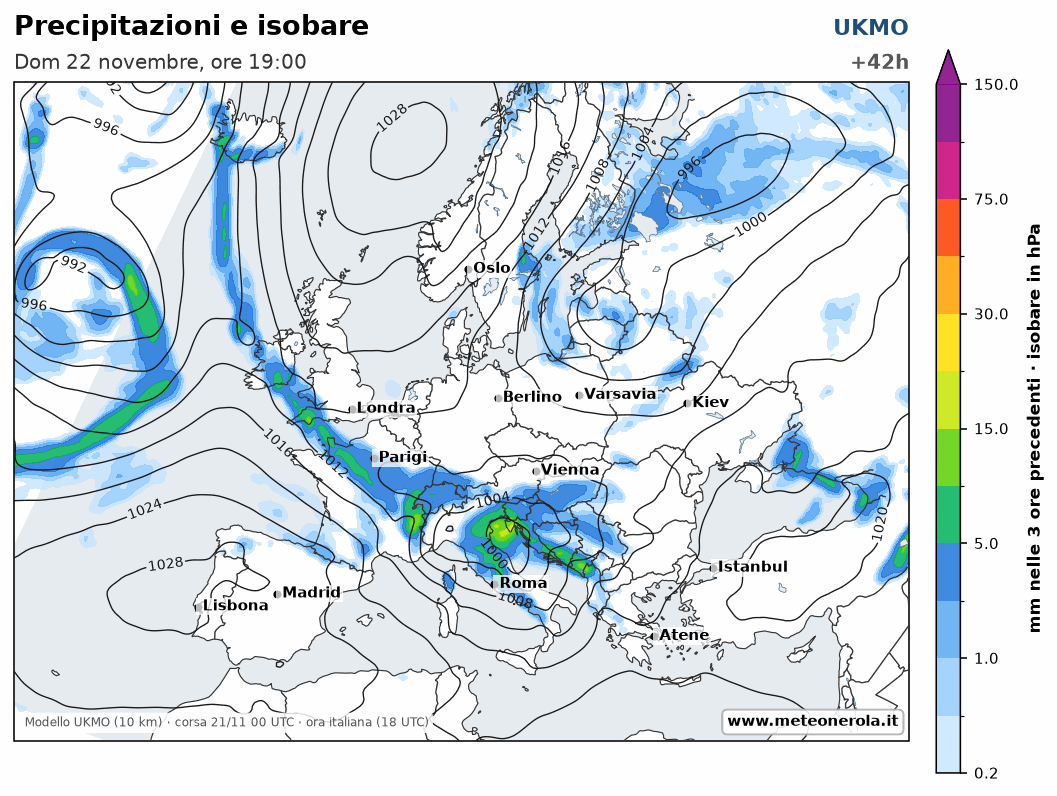 Precipitazioni e isobare
UKMO
Dom 22 novembre, ore 19:00
+42h
996
1028
1016
1008
1004
996
1000
1012
992
996
Oslo
Londra
Berlino
Varsavia
Kiev
1016
1012
Parigi
Vienna
1004
1024
1020
1000
1028
Istanbul
Roma
Madrid
1008
Lisbona
Atene
Modello UKMO (10 km) · corsa 21/11 00 UTC · ora italiana (18 UTC)
www.meteonerola.it
150.0
75.0
30.0
15.0
5.0
1.0
0.2
mm nelle 3 ore precedenti · isobare in hPa